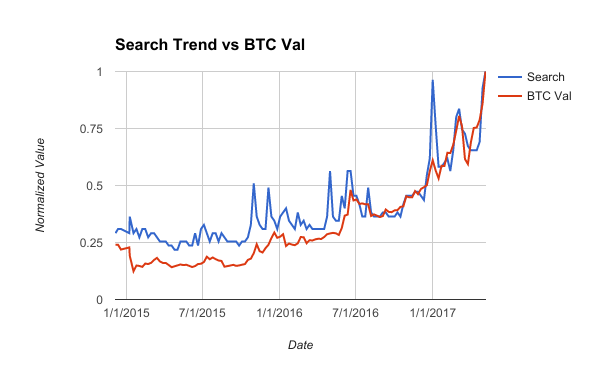 Search Trend vs BTC Val
Search
BTC Val
Normalized Value
1
0.75
0.5
0.25
0
1/1/2015 7/1/2015 1/1/2016 7/1/2016 1/1/2017
Date